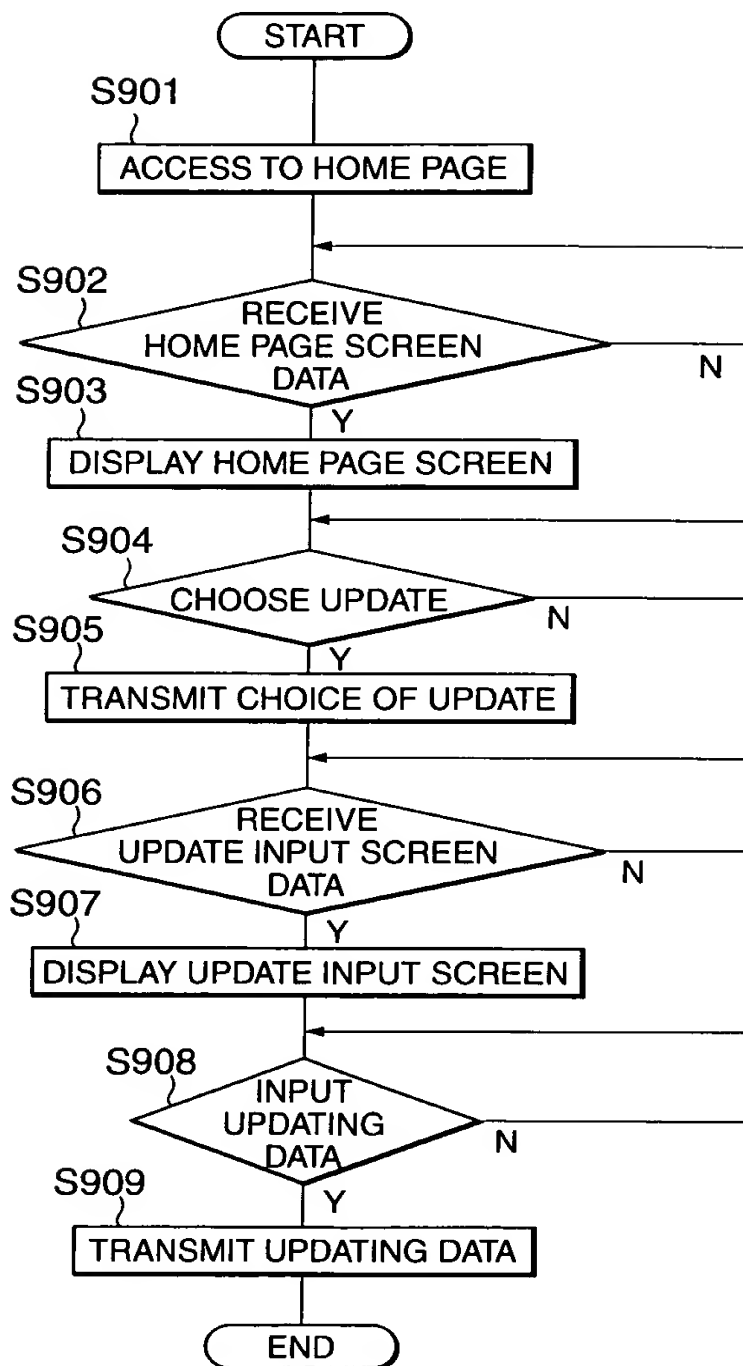 START
S901
ACCESS TO HOME PAGE
S902
RECEIVE
HOME PAGE SCREEN
DATA
N
S903
Y
DISPLAY HOME PAGE SCREEN
S904
CHOOSE UPDATE
N
S905
Y
TRANSMIT CHOICE OF UPDATE
S906
RECEIVE
UPDATE INPUT SCREEN
DATA
N
S907
Y
DISPLAY UPDATE INPUT SCREEN
S908
INPUT
UPDATING
DATA
N
S909
Y
TRANSMIT UPDATING DATA
END